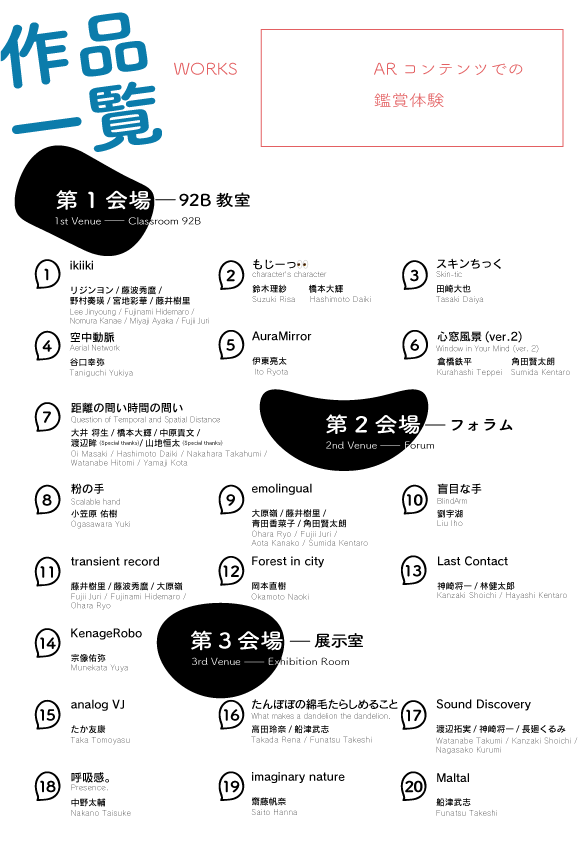 作品
一覧
WORKS
AR コンテンツでの
鑑賞体験
第 1 会場 — 92B 教室
1st Venue — Classroom 92B
1
ikiiki
リジンヨン / 藤波秀麿 /
野村奏瑛 / 宮地彩華 / 藤井樹里
Lee Jinyoung / Fujinami Hidemaro /
Nomura Kanae / Miyaji Ayaka / Fujii Juri
2
もじーっ👀
character's character
鈴木理紗 橋本大輝
Suzuki Risa Hashimoto Daiki
3
スキンちっく
Skin-tic
田崎大也
Tasaki Daiya
4
空中動脈
Aerial Network
谷口幸弥
Taniguchi Yukiya
5
AuraMirror
伊東亮太
Ito Ryota
6
心窓風景 (ver.2)
Window in Your Mind (ver. 2)
倉橋鉄平 角田賢太朗
Kurahashi Teppei Sumida Kentaro
7
距離の問い時間の問い
Question of Temporal and Spatial Distance
大井 将生 / 橋本大輝 / 中原貴文 /
渡辺眸 (Special thanks) / 山地恒太 (Special thanks)
Oi Masaki / Hashimoto Daiki / Nakahara Takahumi /
Watanabe Hitomi / Yamaji Kota
第 2 会場 — フォラム
2nd Venue — Forum
8
粉の手
Scalable hand
小笠原 佑樹
Ogasawara Yuki
9
emolingual
大原嶺 / 藤井樹里 /
青田香菜子 / 角田賢太朗
Ohara Ryo / Fujii Juri /
Aota Kanako / Sumida Kentaro
10
盲目な手
BlindArm
劉宇湖
Liu Iho
11
transient record
藤井樹里 / 藤波秀麿 / 大原嶺
Fujii Juri / Fujinami Hidemaro /
Ohara Ryo
12
Forest in city
岡本直樹
Okamoto Naoki
13
Last Contact
神崎将一 / 林健太郎
Kanzaki Shoichi / Hayashi Kentaro
14
KenageRobo
宗像佑弥
Munekata Yuya
第 3 会場 — 展示室
3rd Venue — Exhibition Room
15
analog VJ
たか友康
Taka Tomoyasu
16
たんぽぽの綿毛たらしめること
What makes a dandelion the dandelion.
高田玲奈 / 船津武志
Takada Rena / Funatsu Takeshi
17
Sound Discovery
渡辺拓実 / 神崎将一 / 長廻くるみ
Watanabe Takumi / Kanzaki Shoichi /
Nagasako Kurumi
18
呼吸感。
Presence.
中野太輔
Nakano Taisuke
19
imaginary nature
齋藤帆奈
Saito Hanna
20
Maltal
船津武志
Funatsu Takeshi